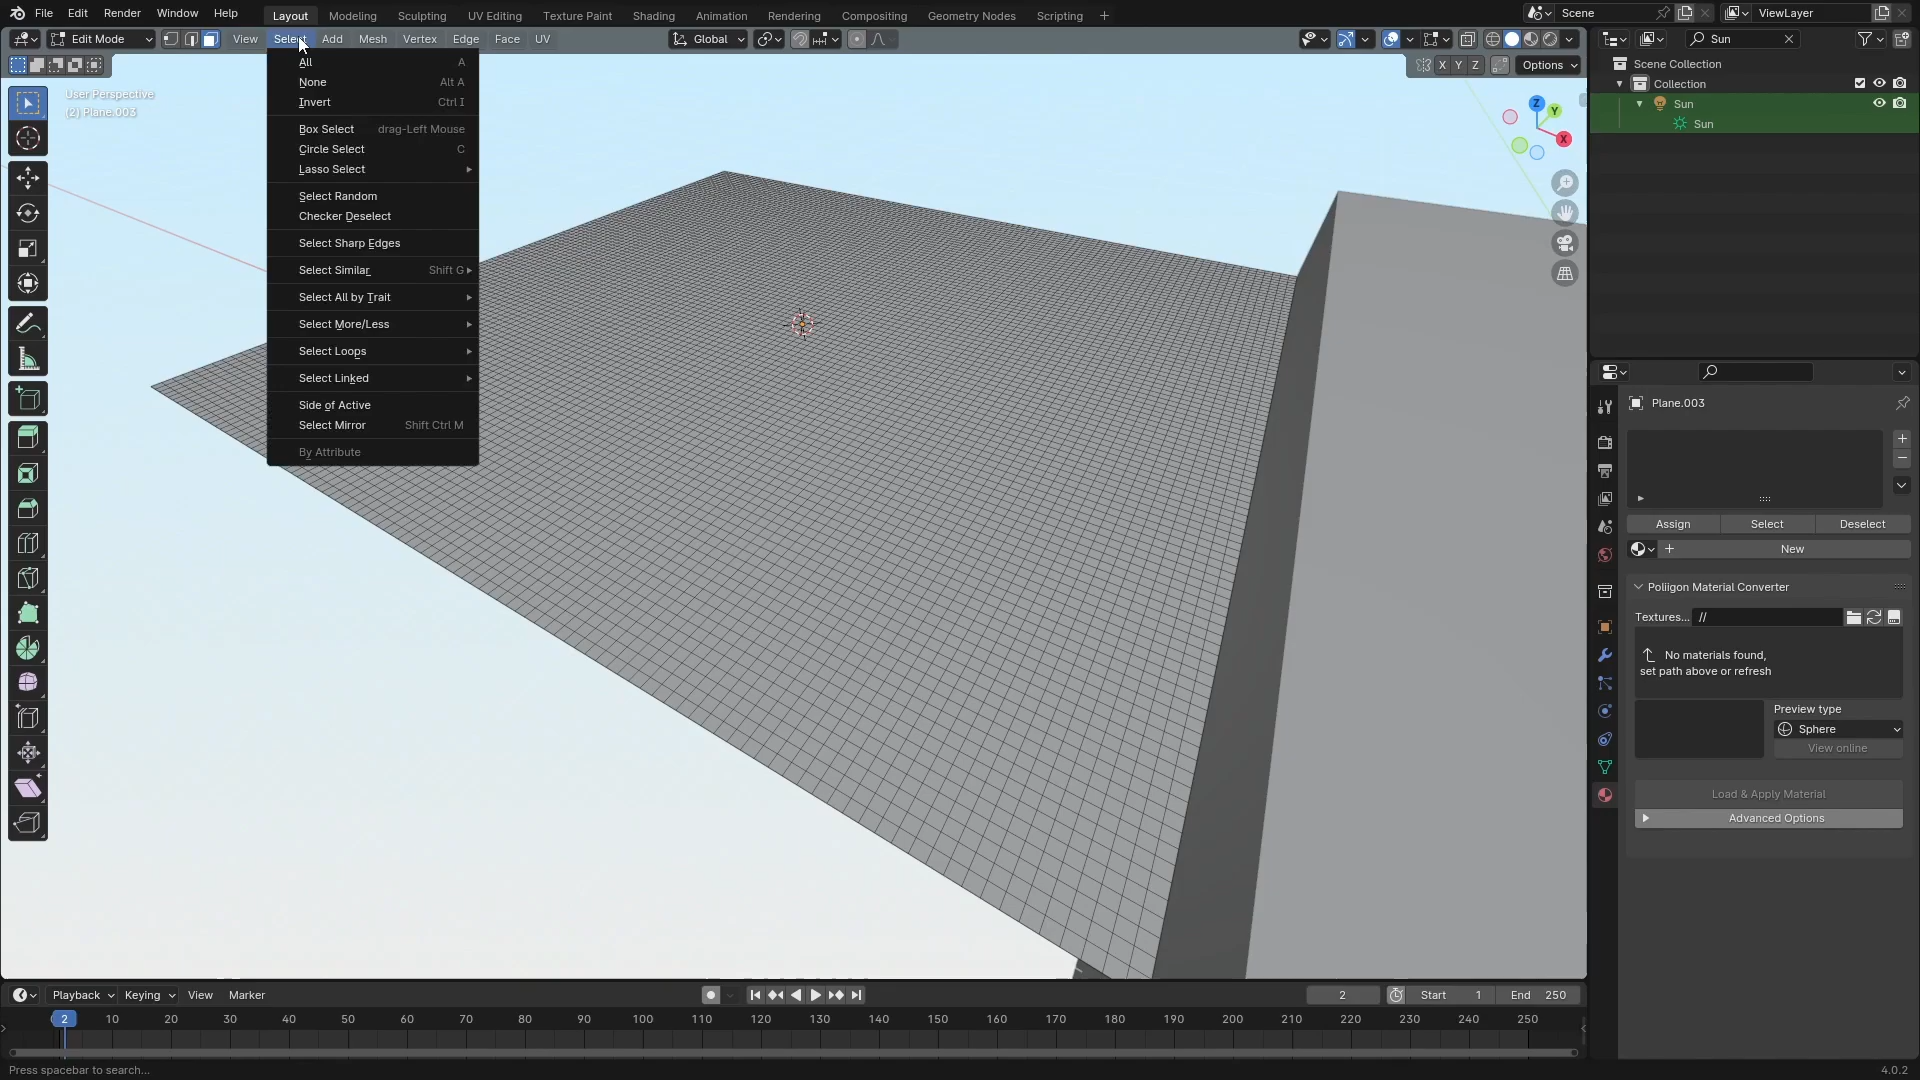 File Edit Render Window Help Layout Modeling Sculpting UV Editing Texture Paint Shading Animation Rendering Compositing Geometry Nodes Scripting + Scene ViewLayer
Edit Mode View Select Add Mesh Vertex Edge Face UV Global Sun
X Y Z Options
Scene Collection
Collection
Sun
Sun
User Perspective
(2) Plane.003
All A
None Alt A
Invert Ctrl I
Box Select drag-Left Mouse
Circle Select C
Lasso Select
Select Random
Checker Deselect
Select Sharp Edges
Select Similar Shift G
Select All by Trait
Select More/Less
Select Loops
Select Linked
Side of Active
Select Mirror Shift Ctrl M
By Attribute
Z
Y
X
Plane.003
Assign Select Deselect
New
Poliigon Material Converter
Textures... //
No materials found,
set path above or refresh
Preview type
Sphere
View online
Load & Apply Material
Advanced Options
Playback Keying View Marker 2 Start 1 End 250
2 10 20 30 40 50 60 70 80 90 100 110 120 130 140 150 160 170 180 190 200 210 220 230 240 250
Press spacebar to search... 4.0.2